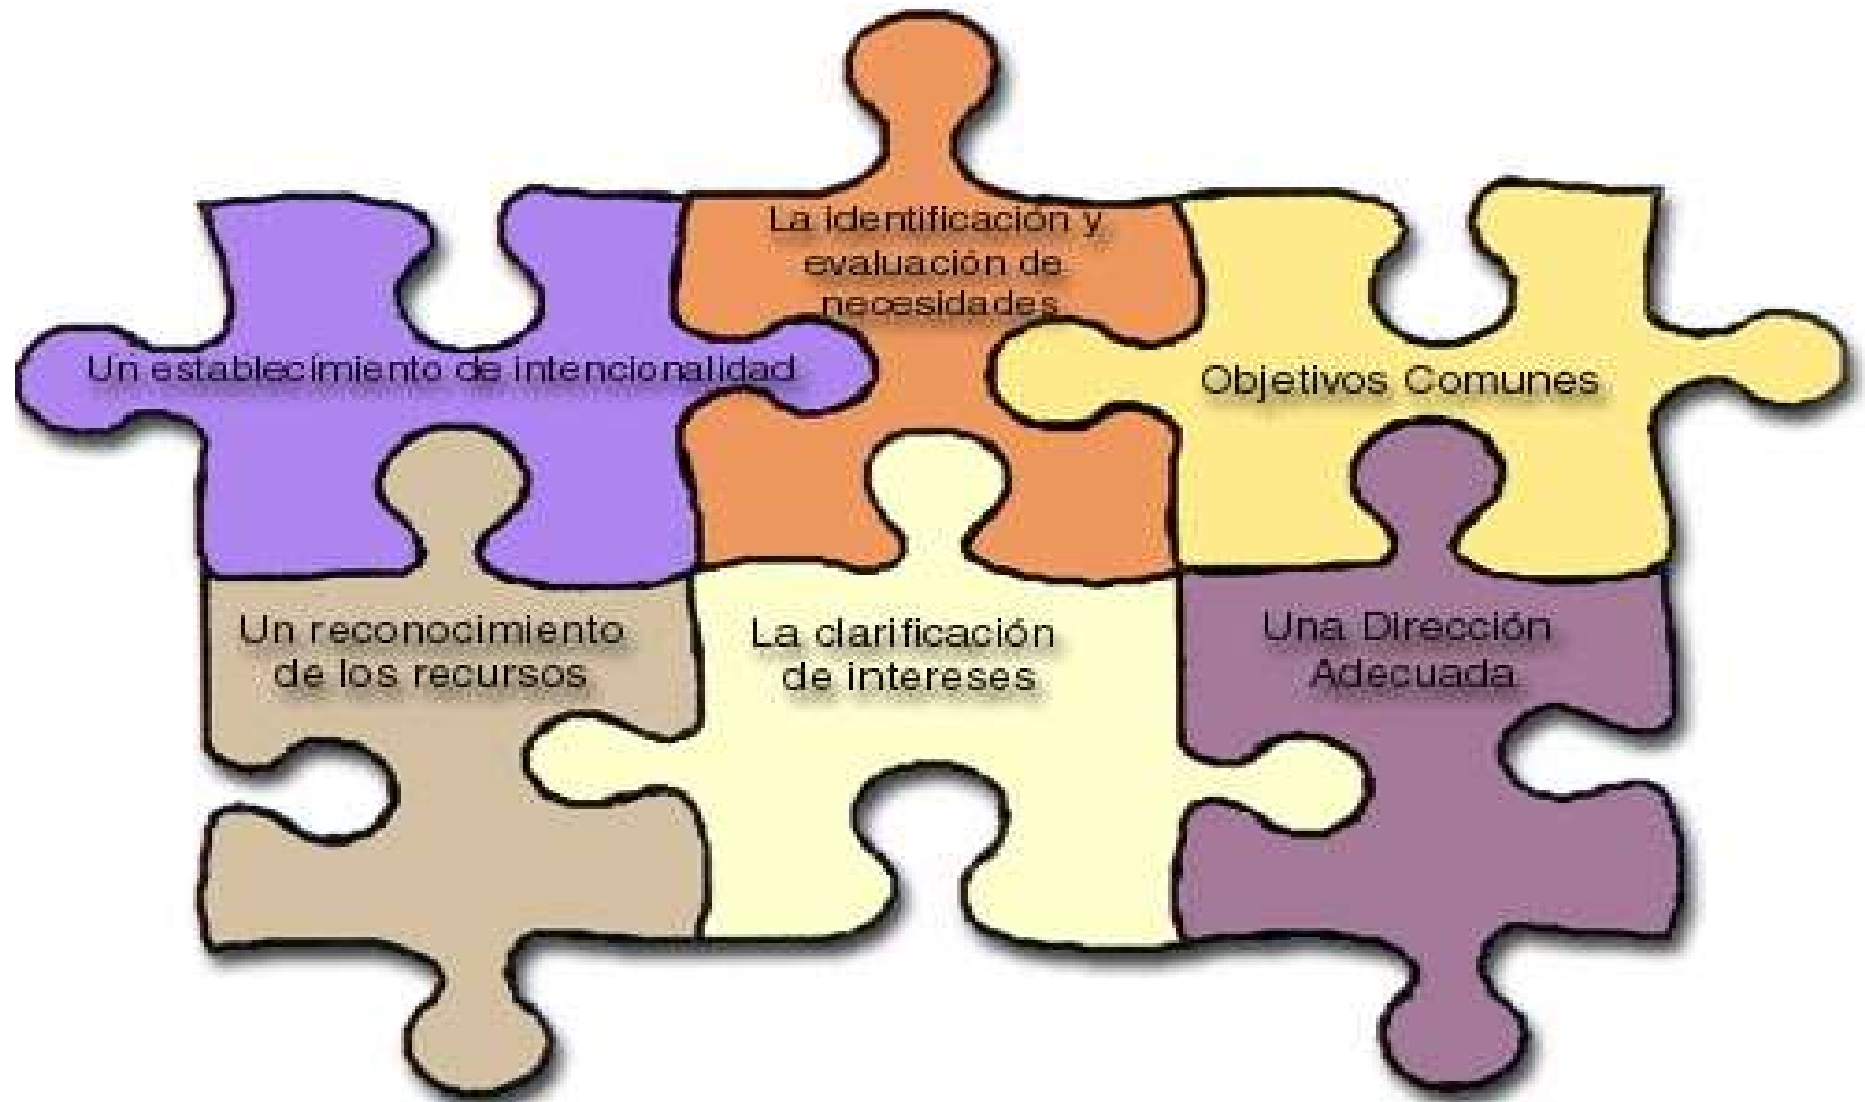 La identificación y
evaluación de
necesidades
Un establecimiento de intencionalidad
Objetivos Comunes
Un reconocimiento
de los recursos
La clarificación
de intereses
Una Dirección
Adecuada